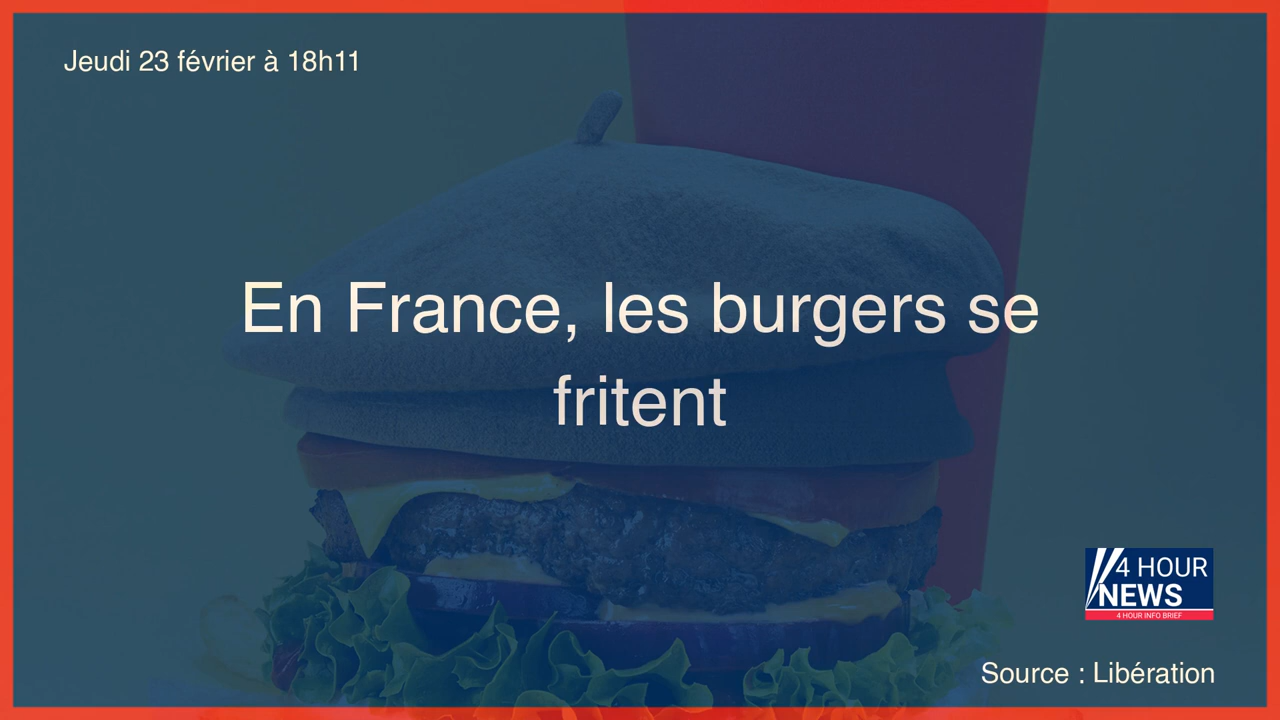 Jeudi 23 février à 18h11
En France, les burgers se
fritent
4 HOUR
NEWS
4 HOUR INFO BRIEF
Source : Libération